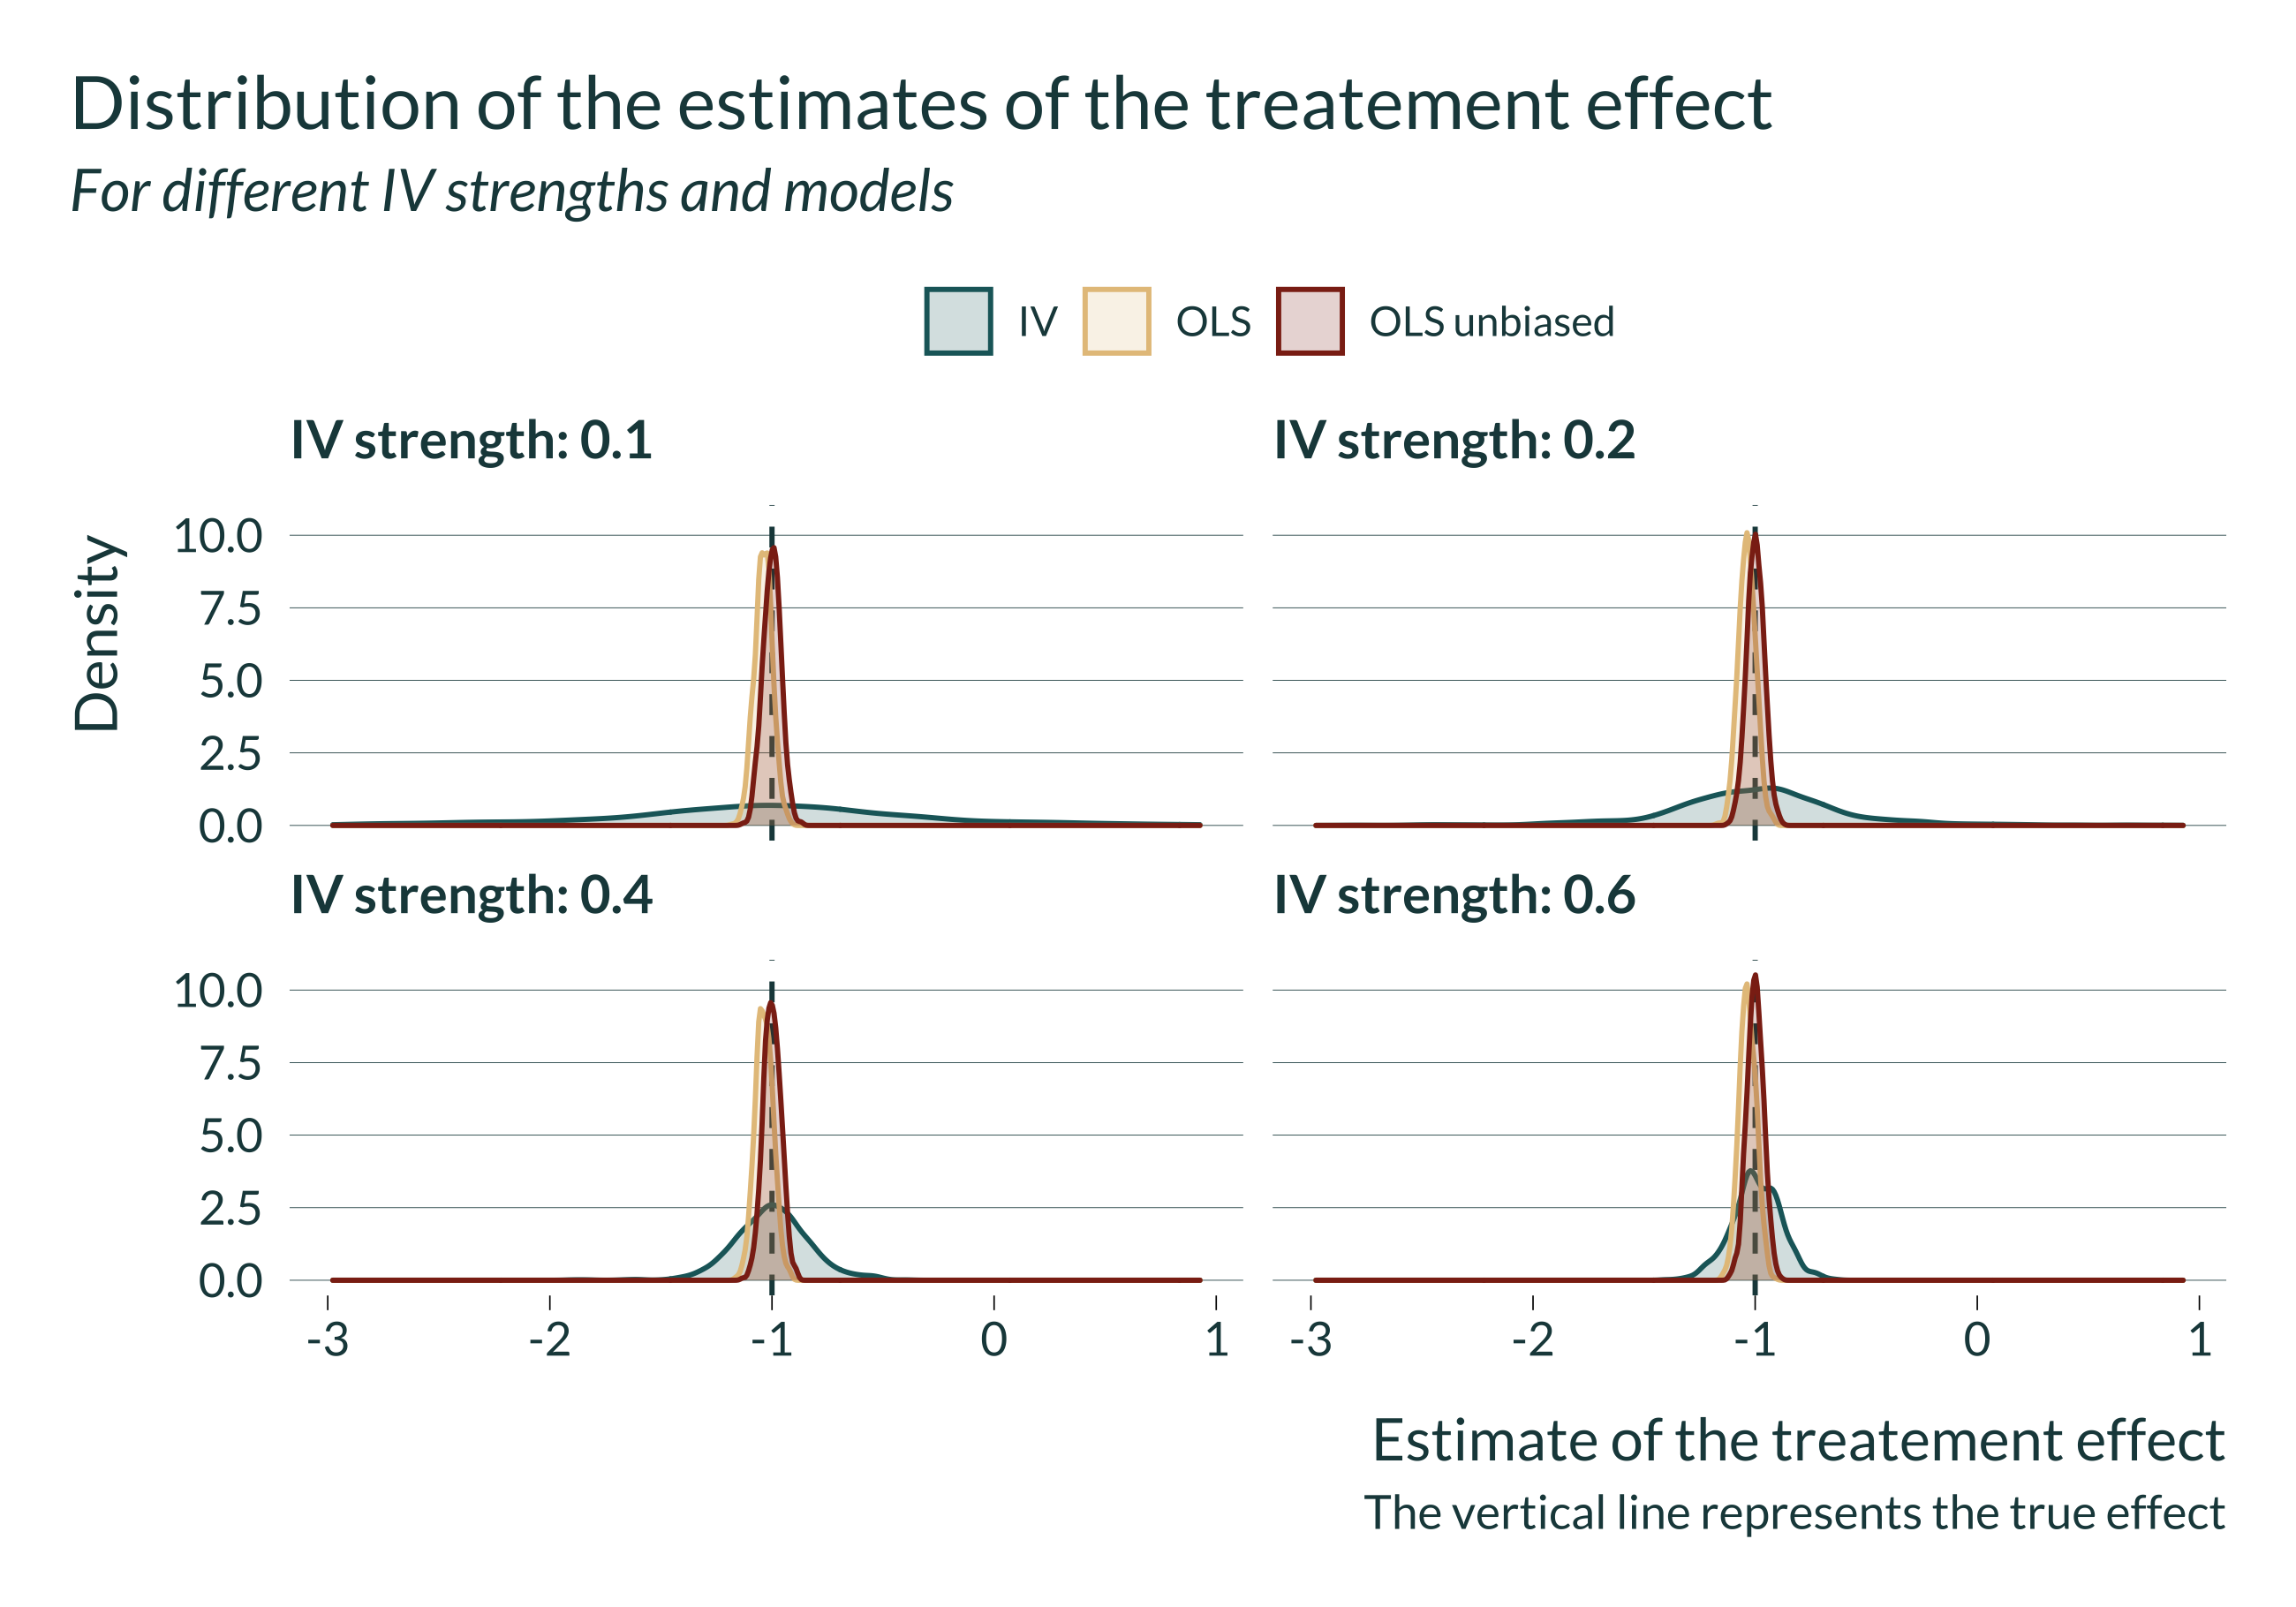 Distribution of the estimates of the treatement effect
For different IV strengths and models
IV OLS OLS unbiased
IV strength: 0.1 IV strength: 0.2
Density
10.0
7.5
5.0
2.5
0.0
IV strength: 0.4 IV strength: 0.6
10.0
7.5
5.0
2.5
0.0
-3 -2 -1 0 1 -3 -2 -1 0 1
Estimate of the treatement effect
The vertical line represents the true effect